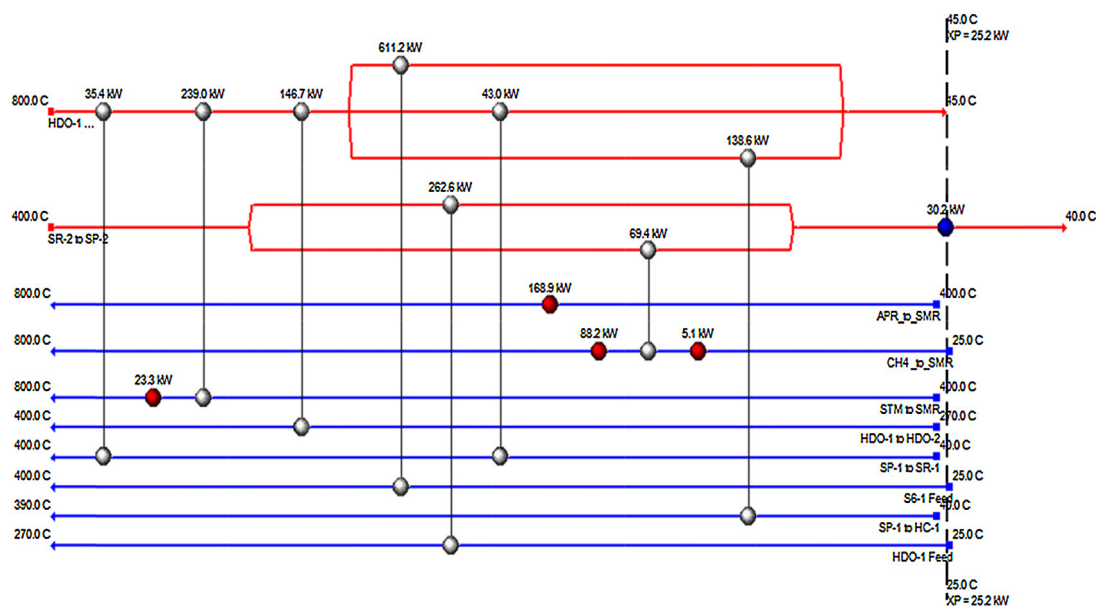 45.0 C
XP = 25.2 kW
611.2 kW
800.0 C
35.4 kW
239.0 kW
146.7 kW
43.0 kW
45.0 C
HDO-1 ...
138.6 kW
262.6 kW
400.0 C
30.2 kW
40.0 C
SR-2 to SP-2
69.4 kW
800.0 C
168.9 kW
400.0 C
APR_to_SMR
800.0 C
88.2 kW
5.1 kW
25.0 C
CH4_to_SMR
800.0 C
23.3 kW
400.0 C
STM to SMR
400.0 C
270.0 C
HDO-1 to HDO-2
400.0 C
40.0 C
SP-1 to SR-1
400.0 C
25.0 C
S6-1 Feed
390.0 C
40.0 C
SP-1 to HC-1
270.0 C
25.0 C
HDO-1 Feed
25.0 C
XP = 25.2 kW